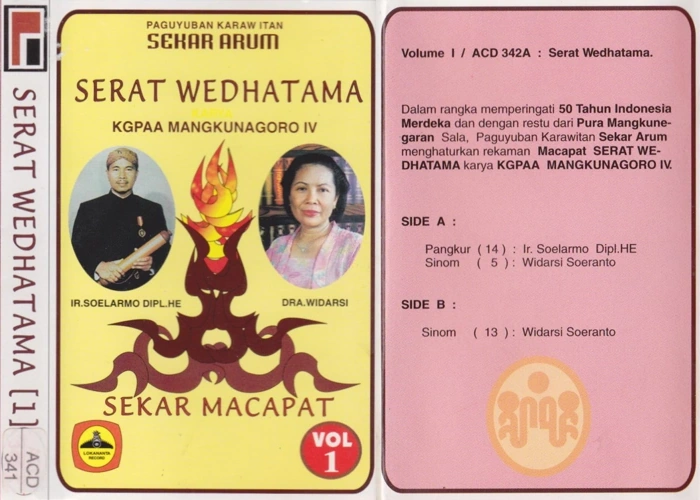 SERAT WEDHATAMA [1]
ACD
341
PAGUYUBAN KARAWITAN
SEKAR ARUM
SERAT WEDHATAMA
KGPAA MANGKUNAGORO IV
IR.SOELARMO DIPL.HE
DRA.WIDARSI
SEKAR MACAPAT
LOKANANTA
RECORD
VOL
1
Volume I / ACD 342A : Serat Wedhatama.
Dalam rangka memperingati 50 Tahun Indonesia
Merdeka dan dengan restu dari Pura Mangkune-
garan Sala, Paguyuban Karawitan Sekar Arum
menghaturkan rekaman Macapat SERAT WE-
DHATAMA karya KGPAA MANGKUNAGORO IV.
SIDE A :
Pangkur ( 14 ) : Ir. Soelarmo Dipl.HE
Sinom ( 5 ) : Widarsi Soeranto
SIDE B :
Sinom ( 13 ) : Widarsi Soeranto